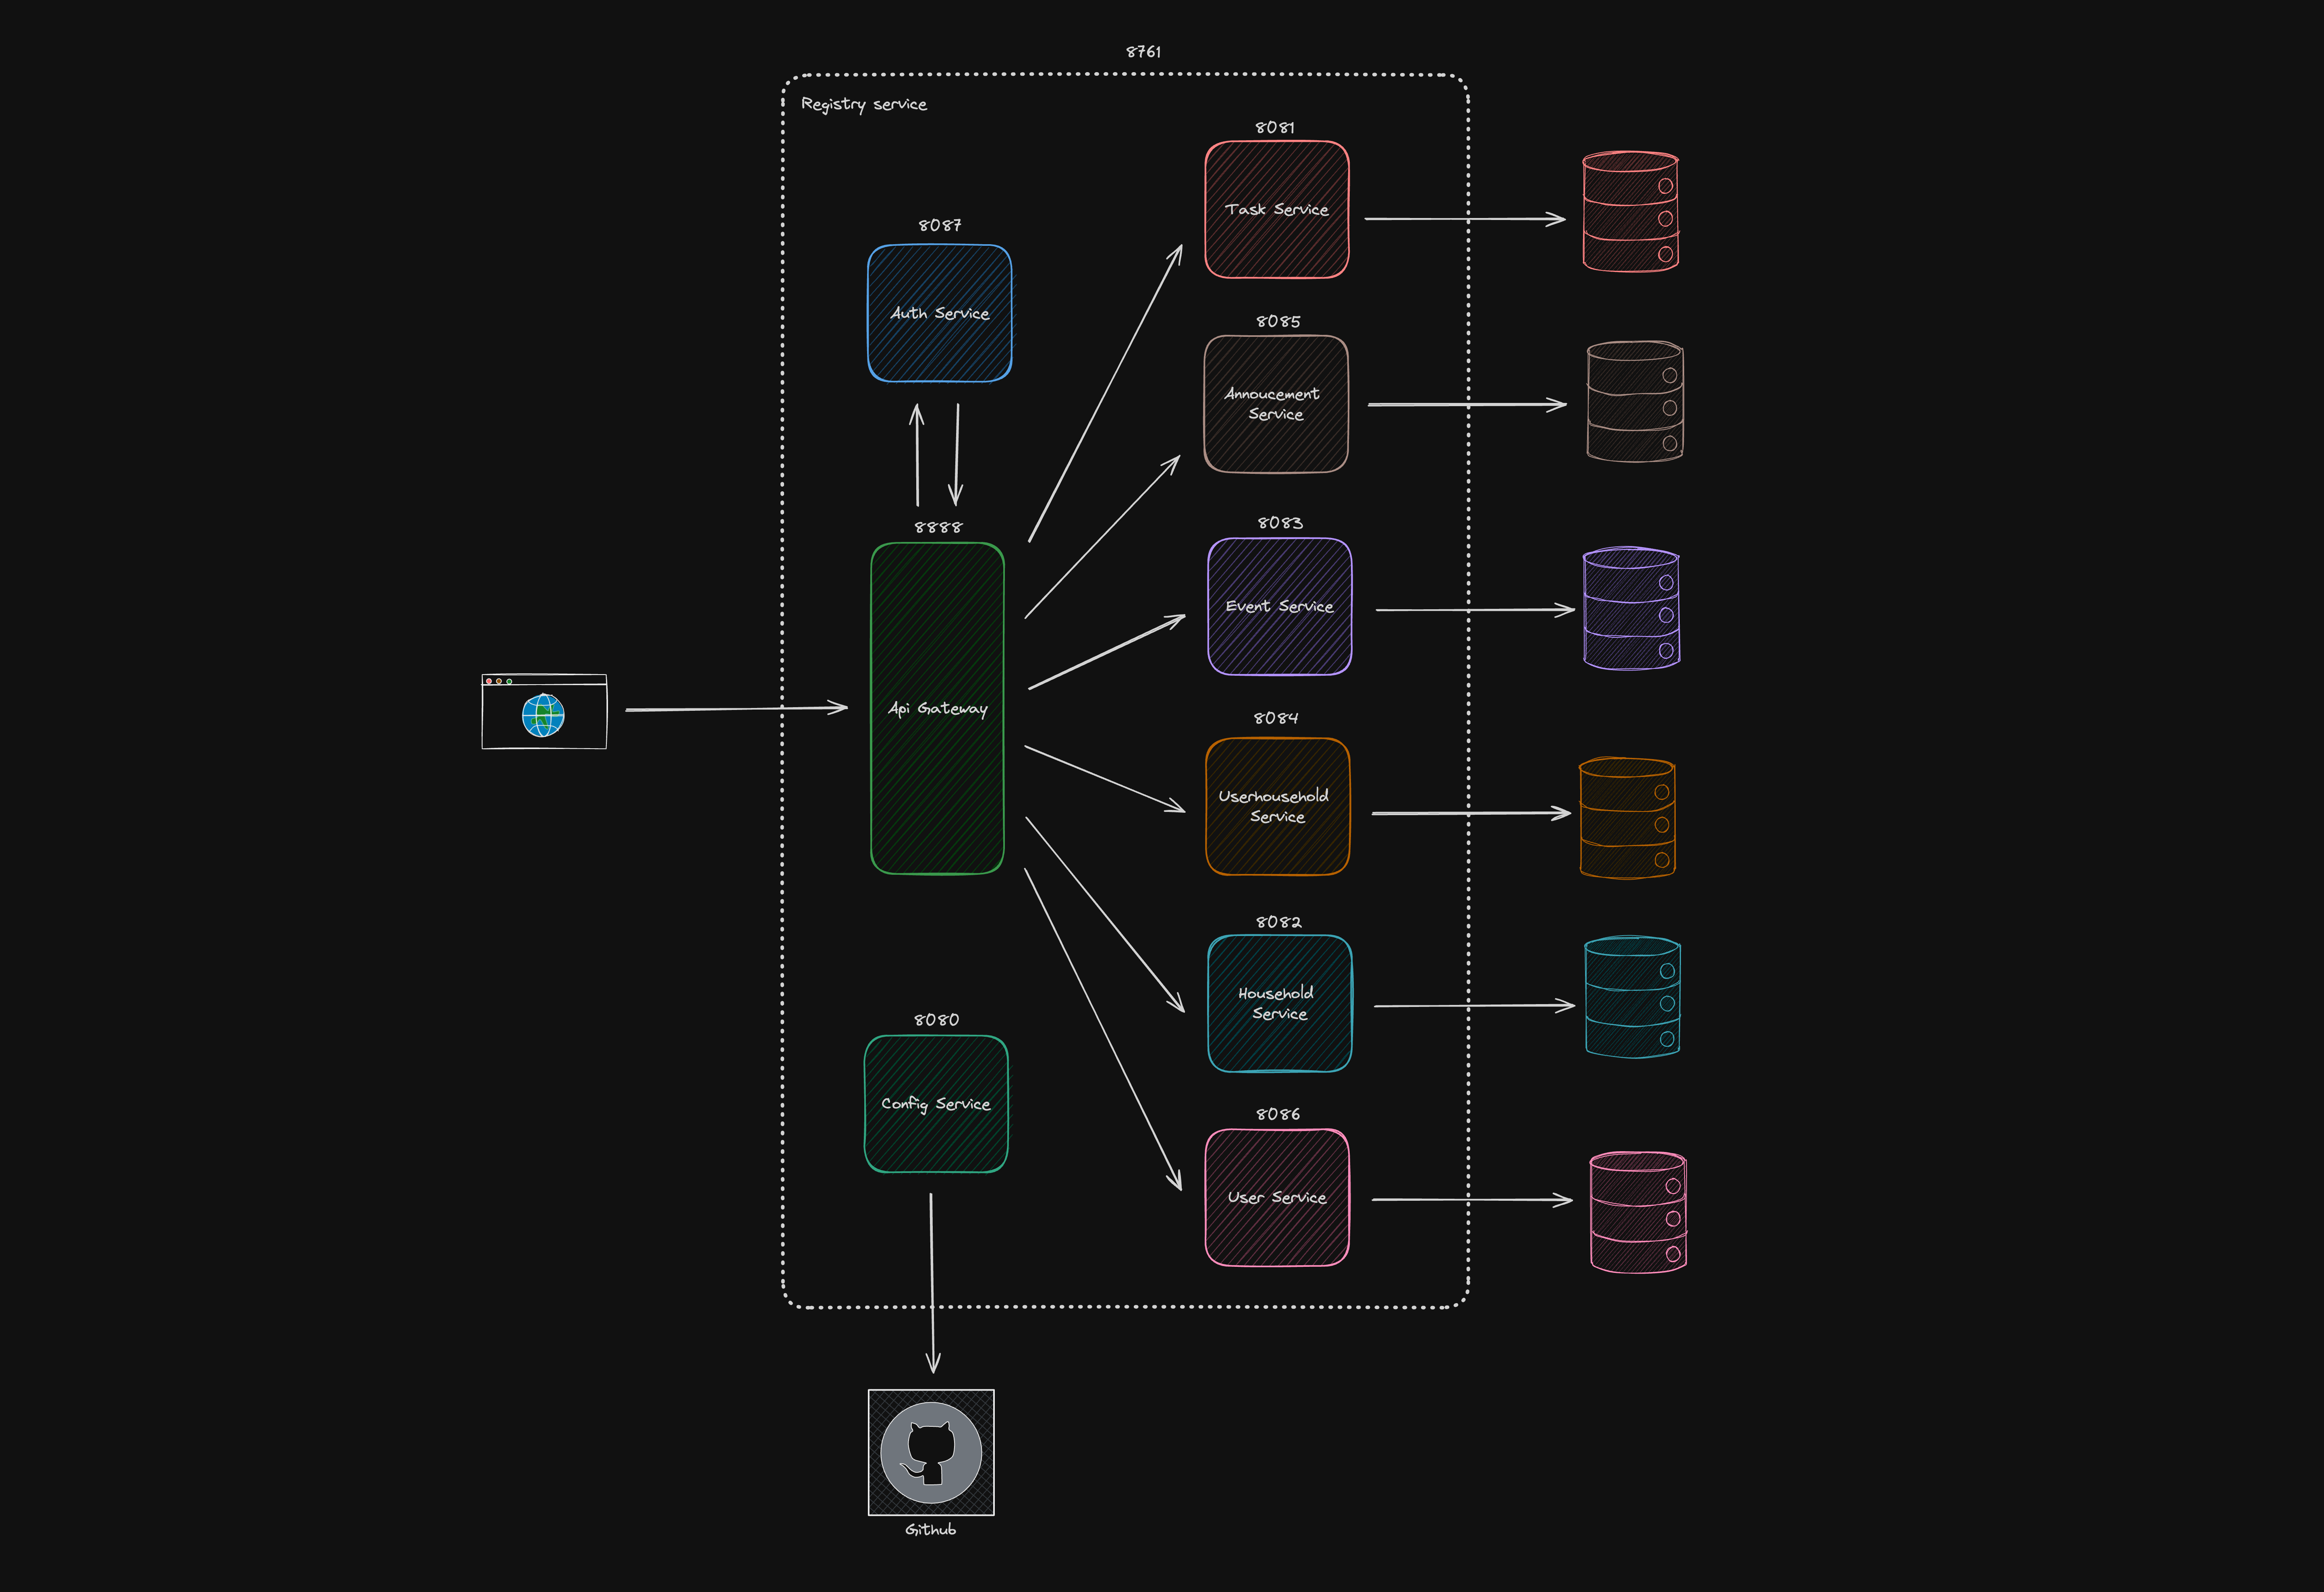 8761
Registry service
8081
Task Service
8087
Auth Service
8085
Annoucement
Service
8888
Api Gateway
8083
Event Service
8084
Userhousehold
Service
8082
Household
Service
8080
Config Service
8086
User Service
Github